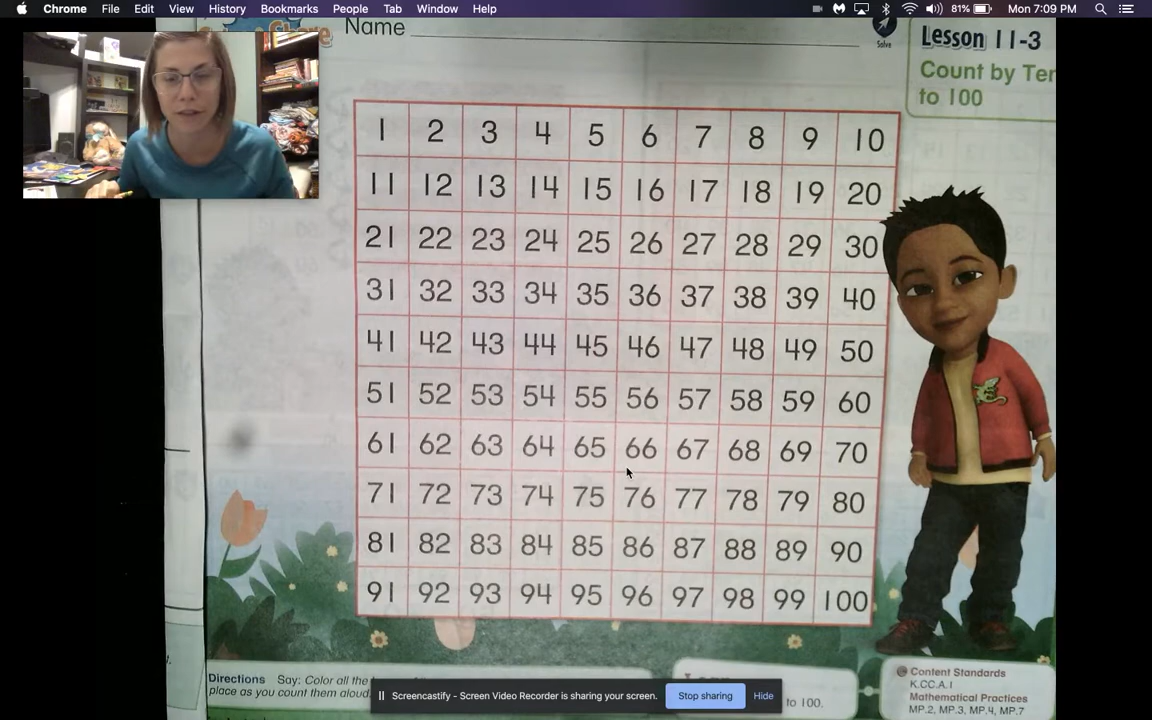 Chrome File Edit View History Bookmarks People Tab Window Help 81% Mon 7:09 PM
Name
Solve
Lesson 11-3
Count by Ten
to 100
1 2 3 4 5 6 7 8 9 10
11 12 13 14 15 16 17 18 19 20
21 22 23 24 25 26 27 28 29 30
31 32 33 34 35 36 37 38 39 40
41 42 43 44 45 46 47 48 49 50
51 52 53 54 55 56 57 58 59 60
61 62 63 64 65 66 67 68 69 70
71 72 73 74 75 76 77 78 79 80
81 82 83 84 85 86 87 88 89 90
91 92 93 94 95 96 97 98 99 100
Directions Say: Color all the
place as you count them aloud
to 100.
Content Standards
K.CC.A.1
Mathematical Practices
MP.2, MP.3, MP.4, MP.7
Screencastify - Screen Video Recorder is sharing your screen. Stop sharing Hide